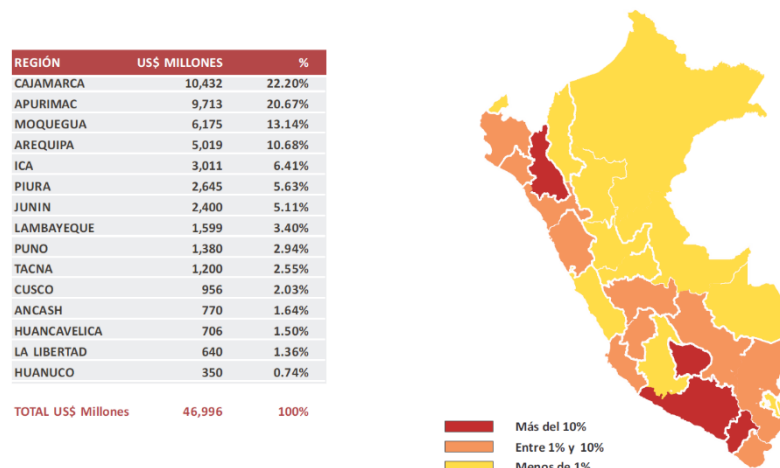 REGIÓN US$ MILLONES %
CAJAMARCA 10,432 22.20%
APURIMAC 9,713 20.67%
MOQUEGUA 6,175 13.14%
AREQUIPA 5,019 10.68%
ICA 3,011 6.41%
PIURA 2,645 5.63%
JUNIN 2,400 5.11%
LAMBAYEQUE 1,599 3.40%
PUNO 1,380 2.94%
TACNA 1,200 2.55%
CUSCO 956 2.03%
ANCASH 770 1.64%
HUANCAVELICA 706 1.50%
LA LIBERTAD 640 1.36%
HUANUCO 350 0.74%
TOTAL US$ Millones 46,996 100%
Más del 10%
Entre 1% y 10%
Menos de 1%